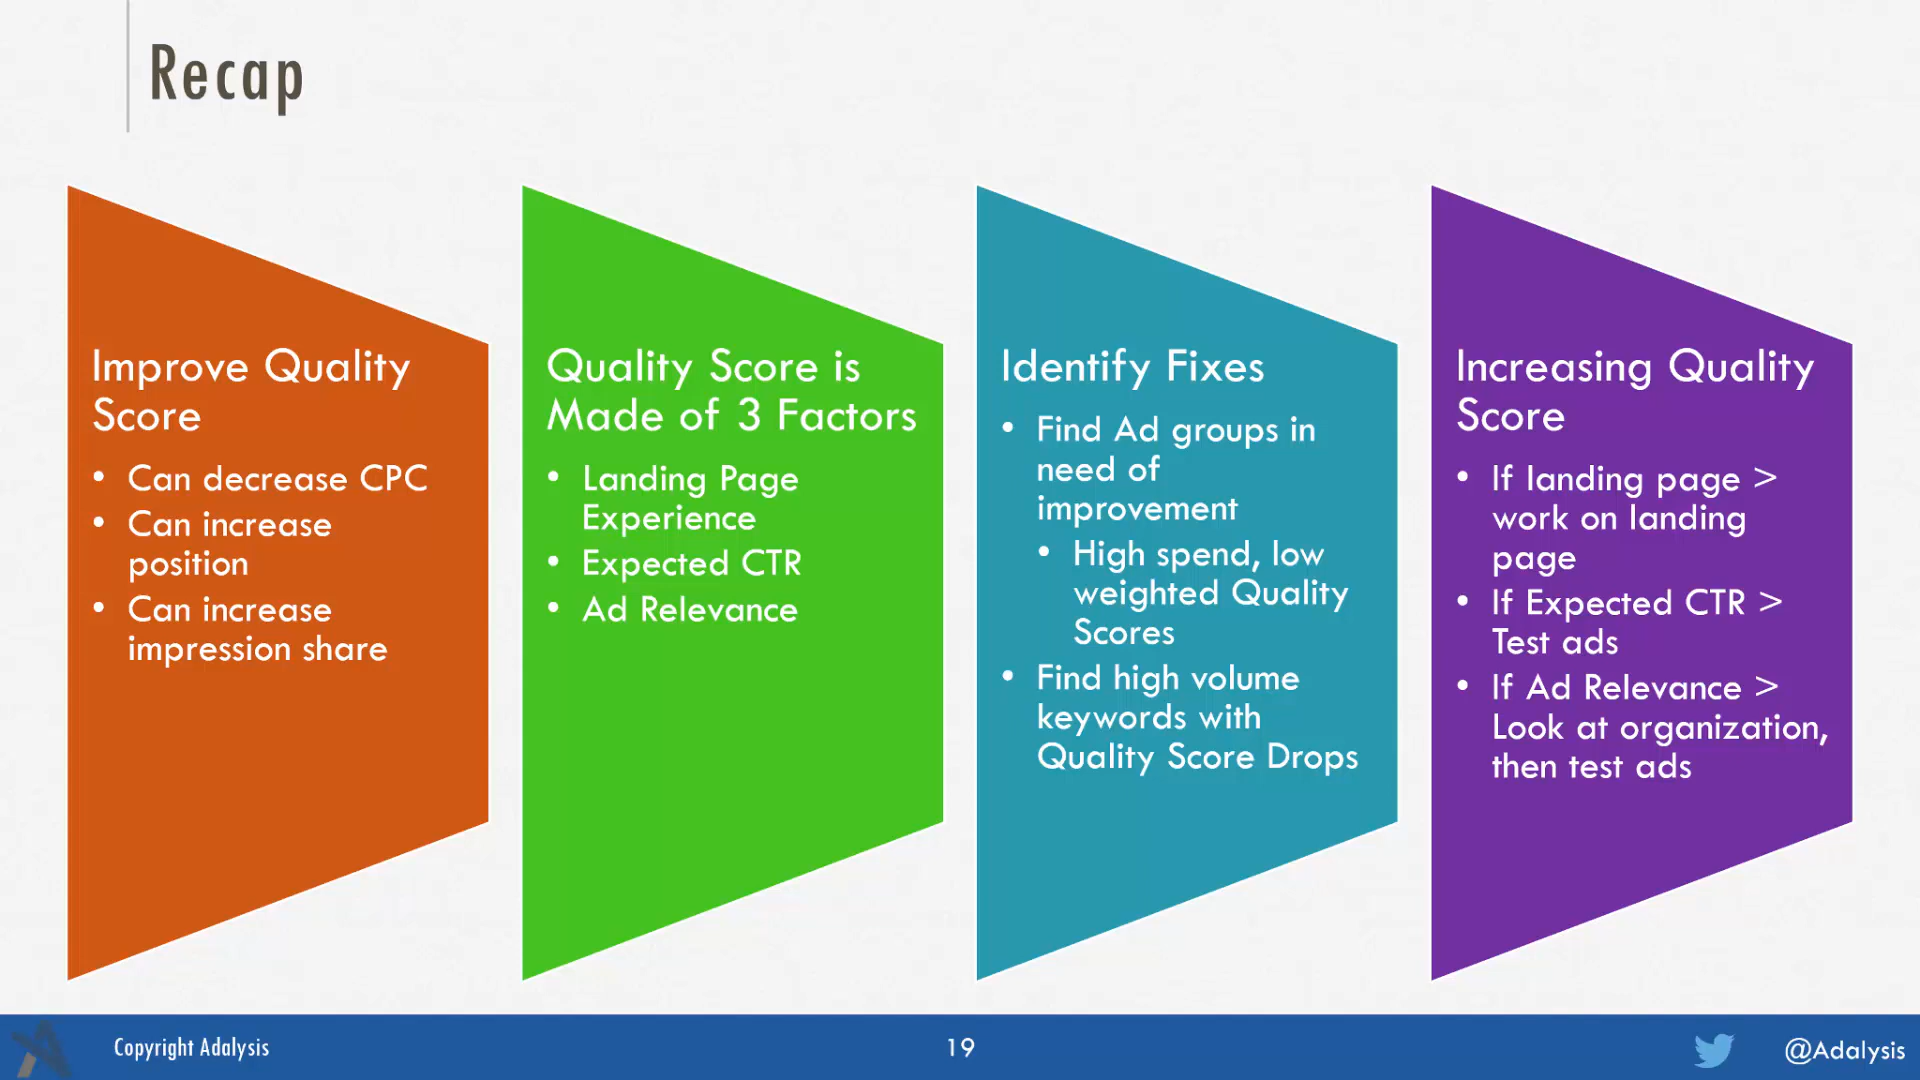 Recap
Improve Quality
Score
• Can decrease CPC
• Can increase
position
• Can increase
impression share
Quality Score is
Made of 3 Factors
• Landing Page
Experience
• Expected CTR
• Ad Relevance
Identify Fixes
• Find Ad groups in
need of
improvement
• High spend, low
weighted Quality
Scores
• Find high volume
keywords with
Quality Score Drops
Increasing Quality
Score
• If landing page >
work on landing
page
• If Expected CTR >
Test ads
• If Ad Relevance >
Look at organization,
then test ads
Copyright Adalysis
19
@Adalysis